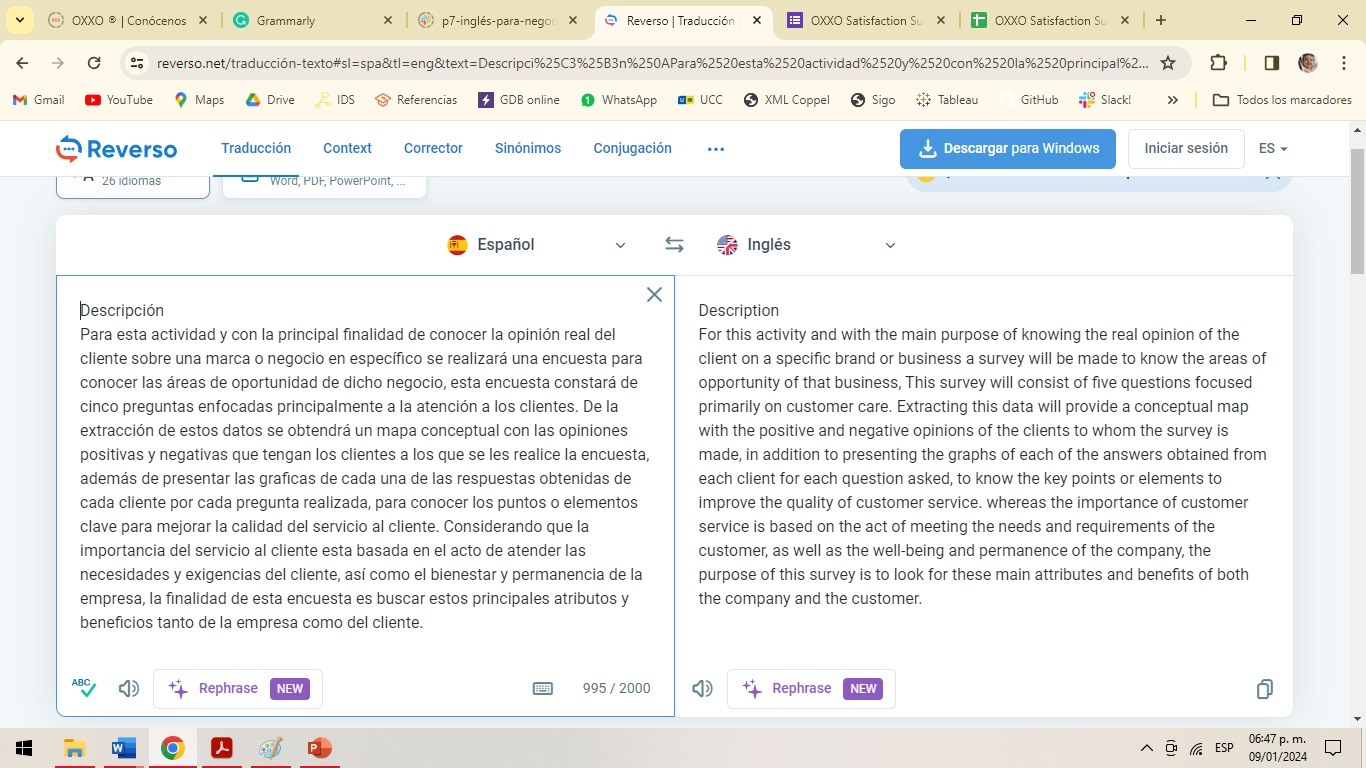 OXXO ® | Conócenos
Grammarly
p7-inglés-para-negoc
Reverso | Traducción
OXXO Satisfaction Su
OXXO Satisfaction Su
reverso.net/traducción-texto#sl=spa&tl=eng&text=Descripci%25C3%25B3n%250APara%2520esta%2520actividad%2520y%2520con%2520la%2520principal%2...
Gmail
YouTube
Maps
Drive
IDS
Referencias
GDB online
WhatsApp
UCC
XML Coppel
Sigo
Tableau
GitHub
Slack!
»
Todos los marcadores
Reverso
Traducción
Context
Corrector
Sinónimos
Conjugación
Descargar para Windows
Iniciar sesión
ES
26 idiomas
Word, PDF, PowerPoint, ...
Español
Inglés
Descripción
Para esta actividad y con la principal finalidad de conocer la opinión real del
cliente sobre una marca o negocio en específico se realizará una encuesta para
conocer las áreas de oportunidad de dicho negocio, esta encuesta constará de
cinco preguntas enfocadas principalmente a la atención a los clientes. De la
extracción de estos datos se obtendrá un mapa conceptual con las opiniones
positivas y negativas que tengan los clientes a los que se les realice la encuesta,
además de presentar las graficas de cada una de las respuestas obtenidas de
cada cliente por cada pregunta realizada, para conocer los puntos o elementos
clave para mejorar la calidad del servicio al cliente. Considerando que la
importancia del servicio al cliente esta basada en el acto de atender las
necesidades y exigencias del cliente, así como el bienestar y permanencia de la
empresa, la finalidad de esta encuesta es buscar estos principales atributos y
beneficios tanto de la empresa como del cliente.
ABC
Rephrase NEW
995 / 2000
Description
For this activity and with the main purpose of knowing the real opinion of the
client on a specific brand or business a survey will be made to know the areas of
opportunity of that business, This survey will consist of five questions focused
primarily on customer care. Extracting this data will provide a conceptual map
with the positive and negative opinions of the clients to whom the survey is
made, in addition to presenting the graphs of each of the answers obtained from
each client for each question asked, to know the key points or elements to
improve the quality of customer service. whereas the importance of customer
service is based on the act of meeting the needs and requirements of the
customer, as well as the well-being and permanence of the company, the
purpose of this survey is to look for these main attributes and benefits of both
the company and the customer.
Rephrase NEW
ESP
06:47 p. m.
09/01/2024